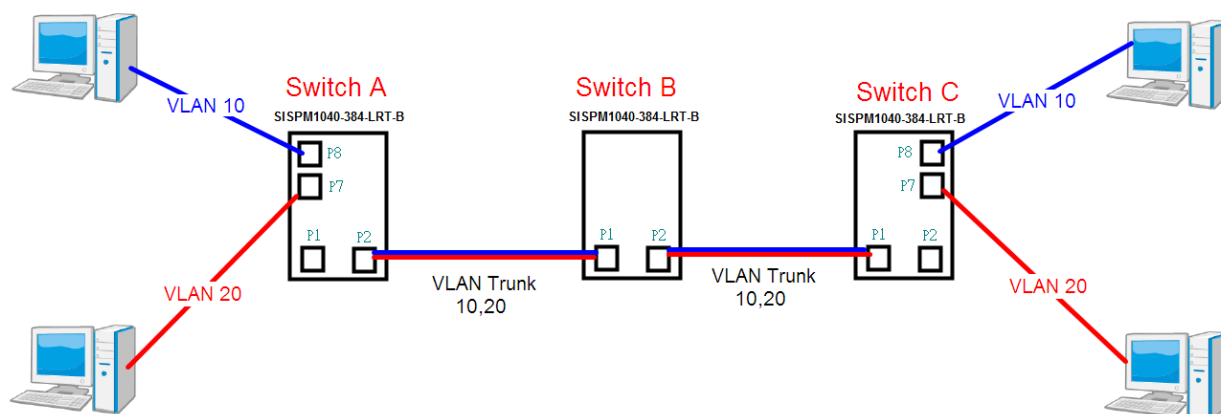 Switch A
SISPM1040-384-LRT-B
Switch B
SISPM1040-384-LRT-B
Switch C
SISPM1040-384-LRT-B
VLAN 10
VLAN 10
P8
P7
P8
P7
P1
P2
P1
P2
P1
P2
VLAN 20
VLAN Trunk
10,20
VLAN Trunk
10,20
VLAN 20